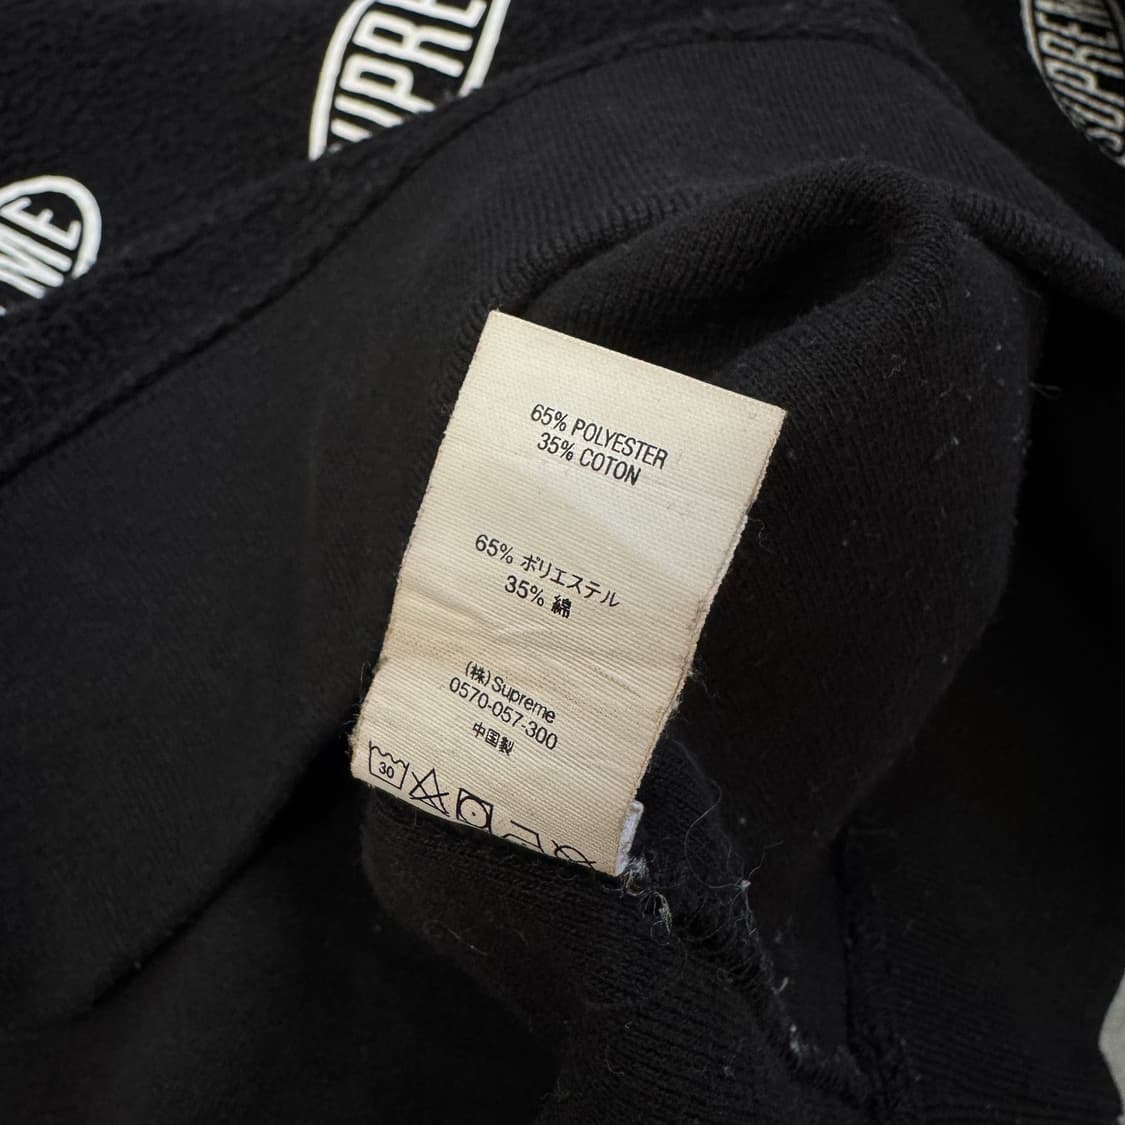 SUPREME
SUPREME
ME
65% POLYESTER
35% COTON
65% ポリエステル
35% 綿
(株) Supreme
0570-057-300
中国製
30